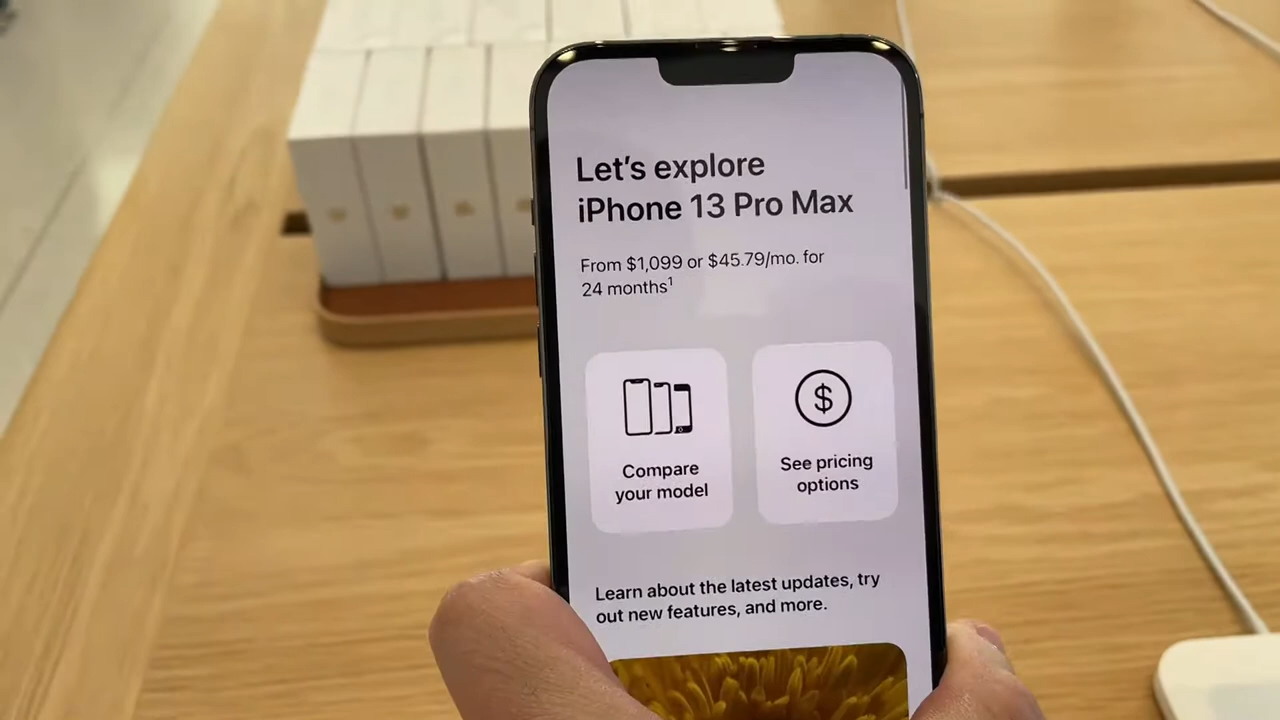 Let's explore
iPhone 13 Pro Max
From $1,099 or $45.79/mo. for
24 months¹
Compare
your model
$
See pricing
options
Learn about the latest updates, try
out new features, and more.